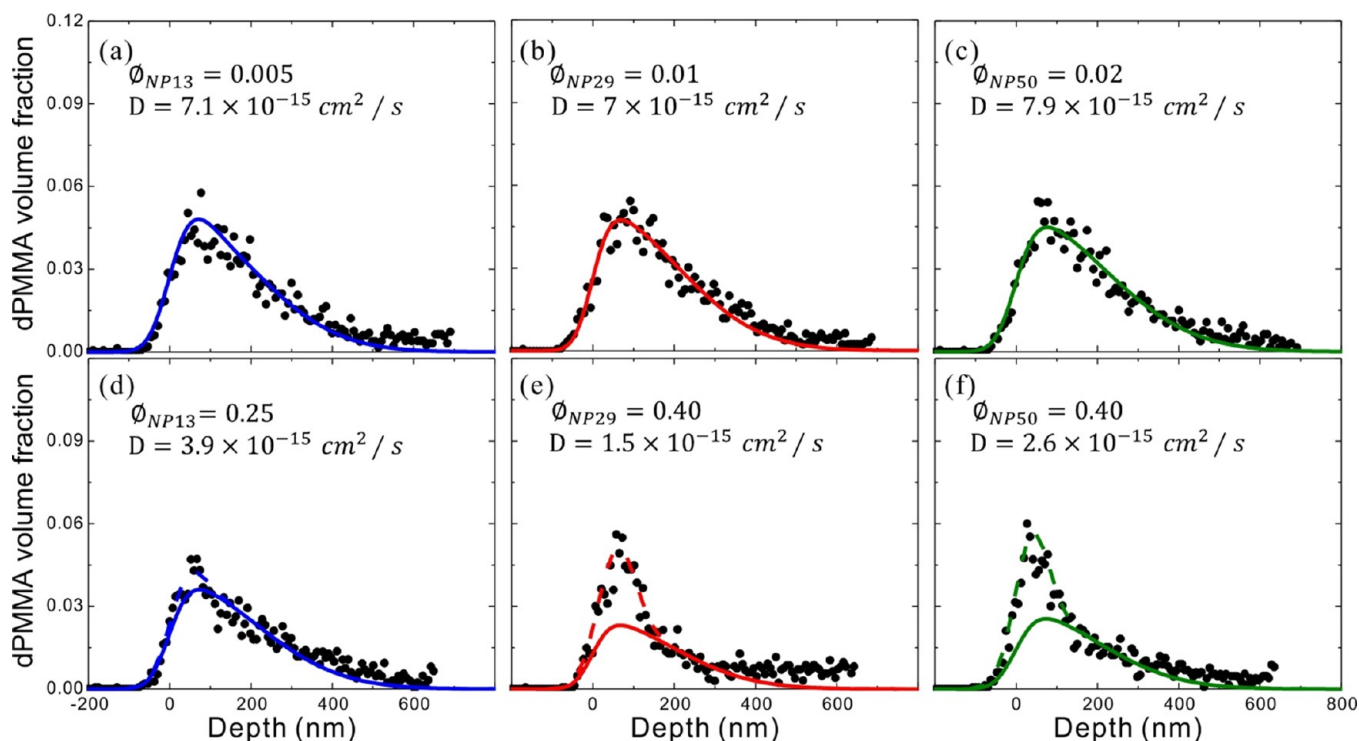 (a)
∅NP13 = 0.005
D = 7.1 × 10⁻¹⁵ cm² / s
(b)
∅NP29 = 0.01
D = 7 × 10⁻¹⁵ cm² / s
(c)
∅NP50 = 0.02
D = 7.9 × 10⁻¹⁵ cm² / s
dPMMA volume fraction
0.12
0.09
0.06
0.03
0.00
(d)
∅NP13 = 0.25
D = 3.9 × 10⁻¹⁵ cm² / s
(e)
∅NP29 = 0.40
D = 1.5 × 10⁻¹⁵ cm² / s
(f)
∅NP50 = 0.40
D = 2.6 × 10⁻¹⁵ cm² / s
dPMMA volume fraction
0.09
0.06
0.03
0.00
-200 0 200 400 600
0 200 400 600
0 200 400 600 800
Depth (nm)
Depth (nm)
Depth (nm)